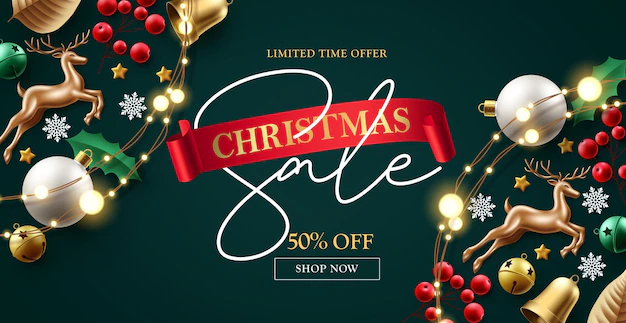 LIMITED TIME OFFER
CHRISTMAS
Sale
50% OFF
SHOP NOW